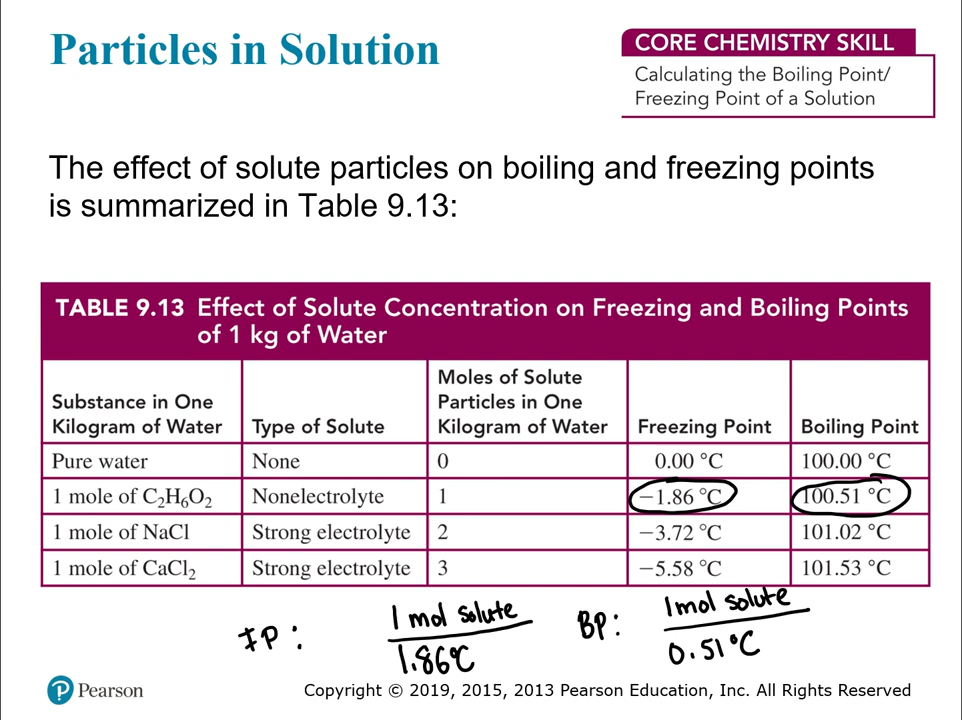 Particles in Solution
CORE CHEMISTRY SKILL
Calculating the Boiling Point/
Freezing Point of a Solution
The effect of solute particles on boiling and freezing points
is summarized in Table 9.13:
TABLE 9.13 Effect of Solute Concentration on Freezing and Boiling Points
of 1 kg of Water
Substance in One
Kilogram of Water
Type of Solute
Moles of Solute
Particles in One
Kilogram of Water
Freezing Point
Boiling Point
Pure water None 0 0.00 °C 100.00 °C
1 mole of C₂H₆O₂ Nonelectrolyte 1 −1.86 °C 100.51 °C
1 mole of NaCl Strong electrolyte 2 −3.72 °C 101.02 °C
1 mole of CaCl₂ Strong electrolyte 3 −5.58 °C 101.53 °C
FP: 1 mol solute
1.86°C
BP: 1 mol solute
0.51°C
Pearson
Copyright © 2019, 2015, 2013 Pearson Education, Inc. All Rights Reserved